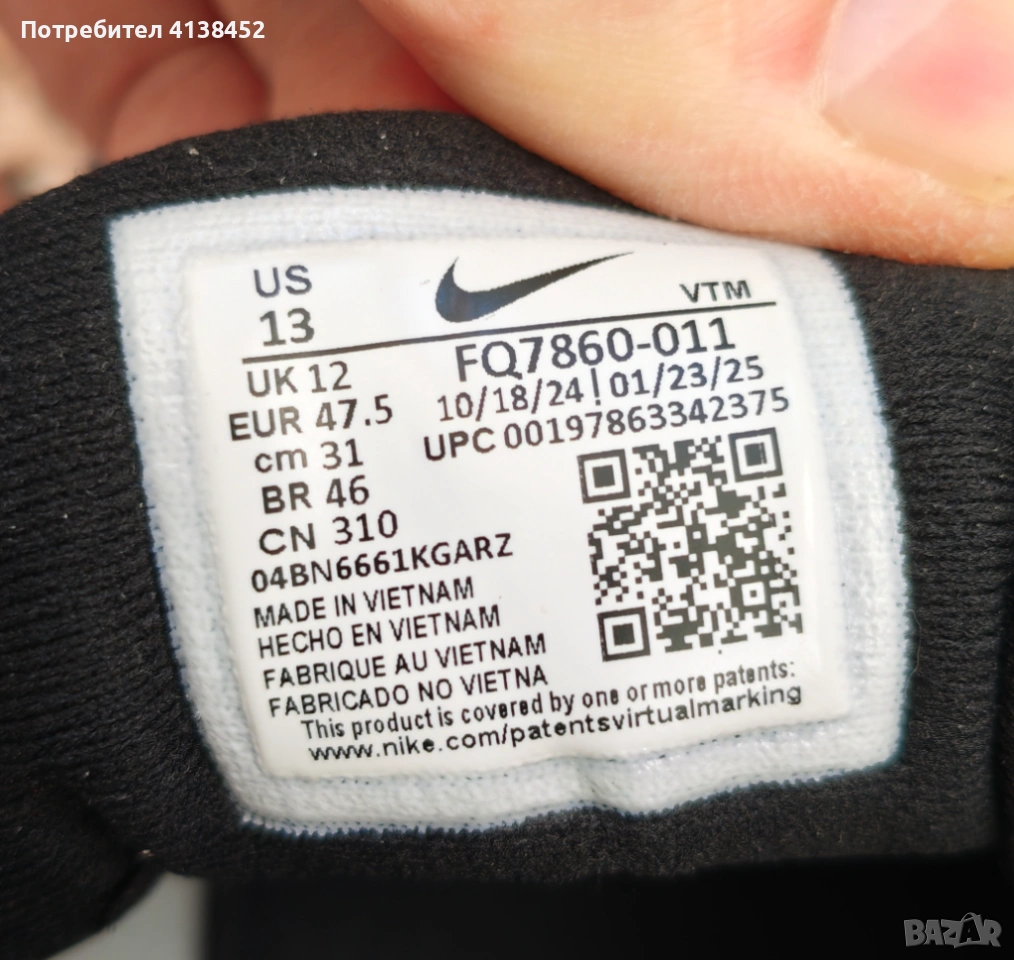 Потребител 4138452
US
13
VTM
FQ7860-011
10/18/24 | 01/23/25
UPC 00197863342375
UK 12
EUR 47.5
cm 31
BR 46
CN 310
04BN6661KGARZ
MADE IN VIETNAM
HECHO EN VIETNAM
FABRIQUE AU VIETNAM
FABRICADO NO VIETNA
This product is covered by one or more patents:
www.nike.com/patentsvirtualmarking
BAZAR